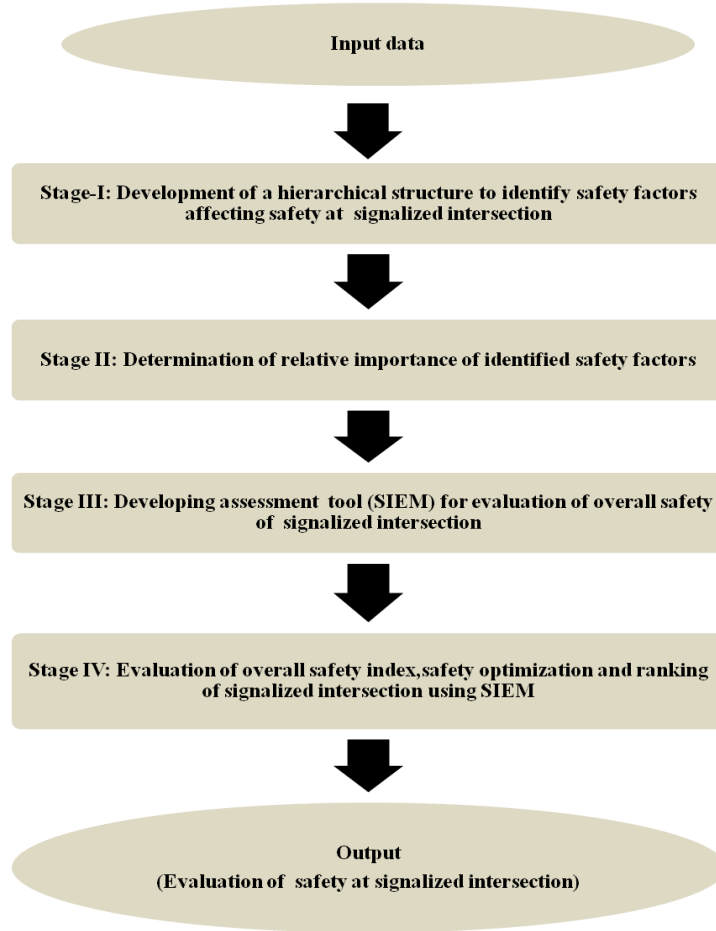 Input data
Stage-I: Development of a hierarchical structure to identify safety factors
affecting safety at signalized intersection
Stage II: Determination of relative importance of identified safety factors
Stage III: Developing assessment tool (SIEM) for evaluation of overall safety
of signalized intersection
Stage IV: Evaluation of overall safety index,safety optimization and ranking
of signalized intersection using SIEM
Output
(Evaluation of safety at signalized intersection)